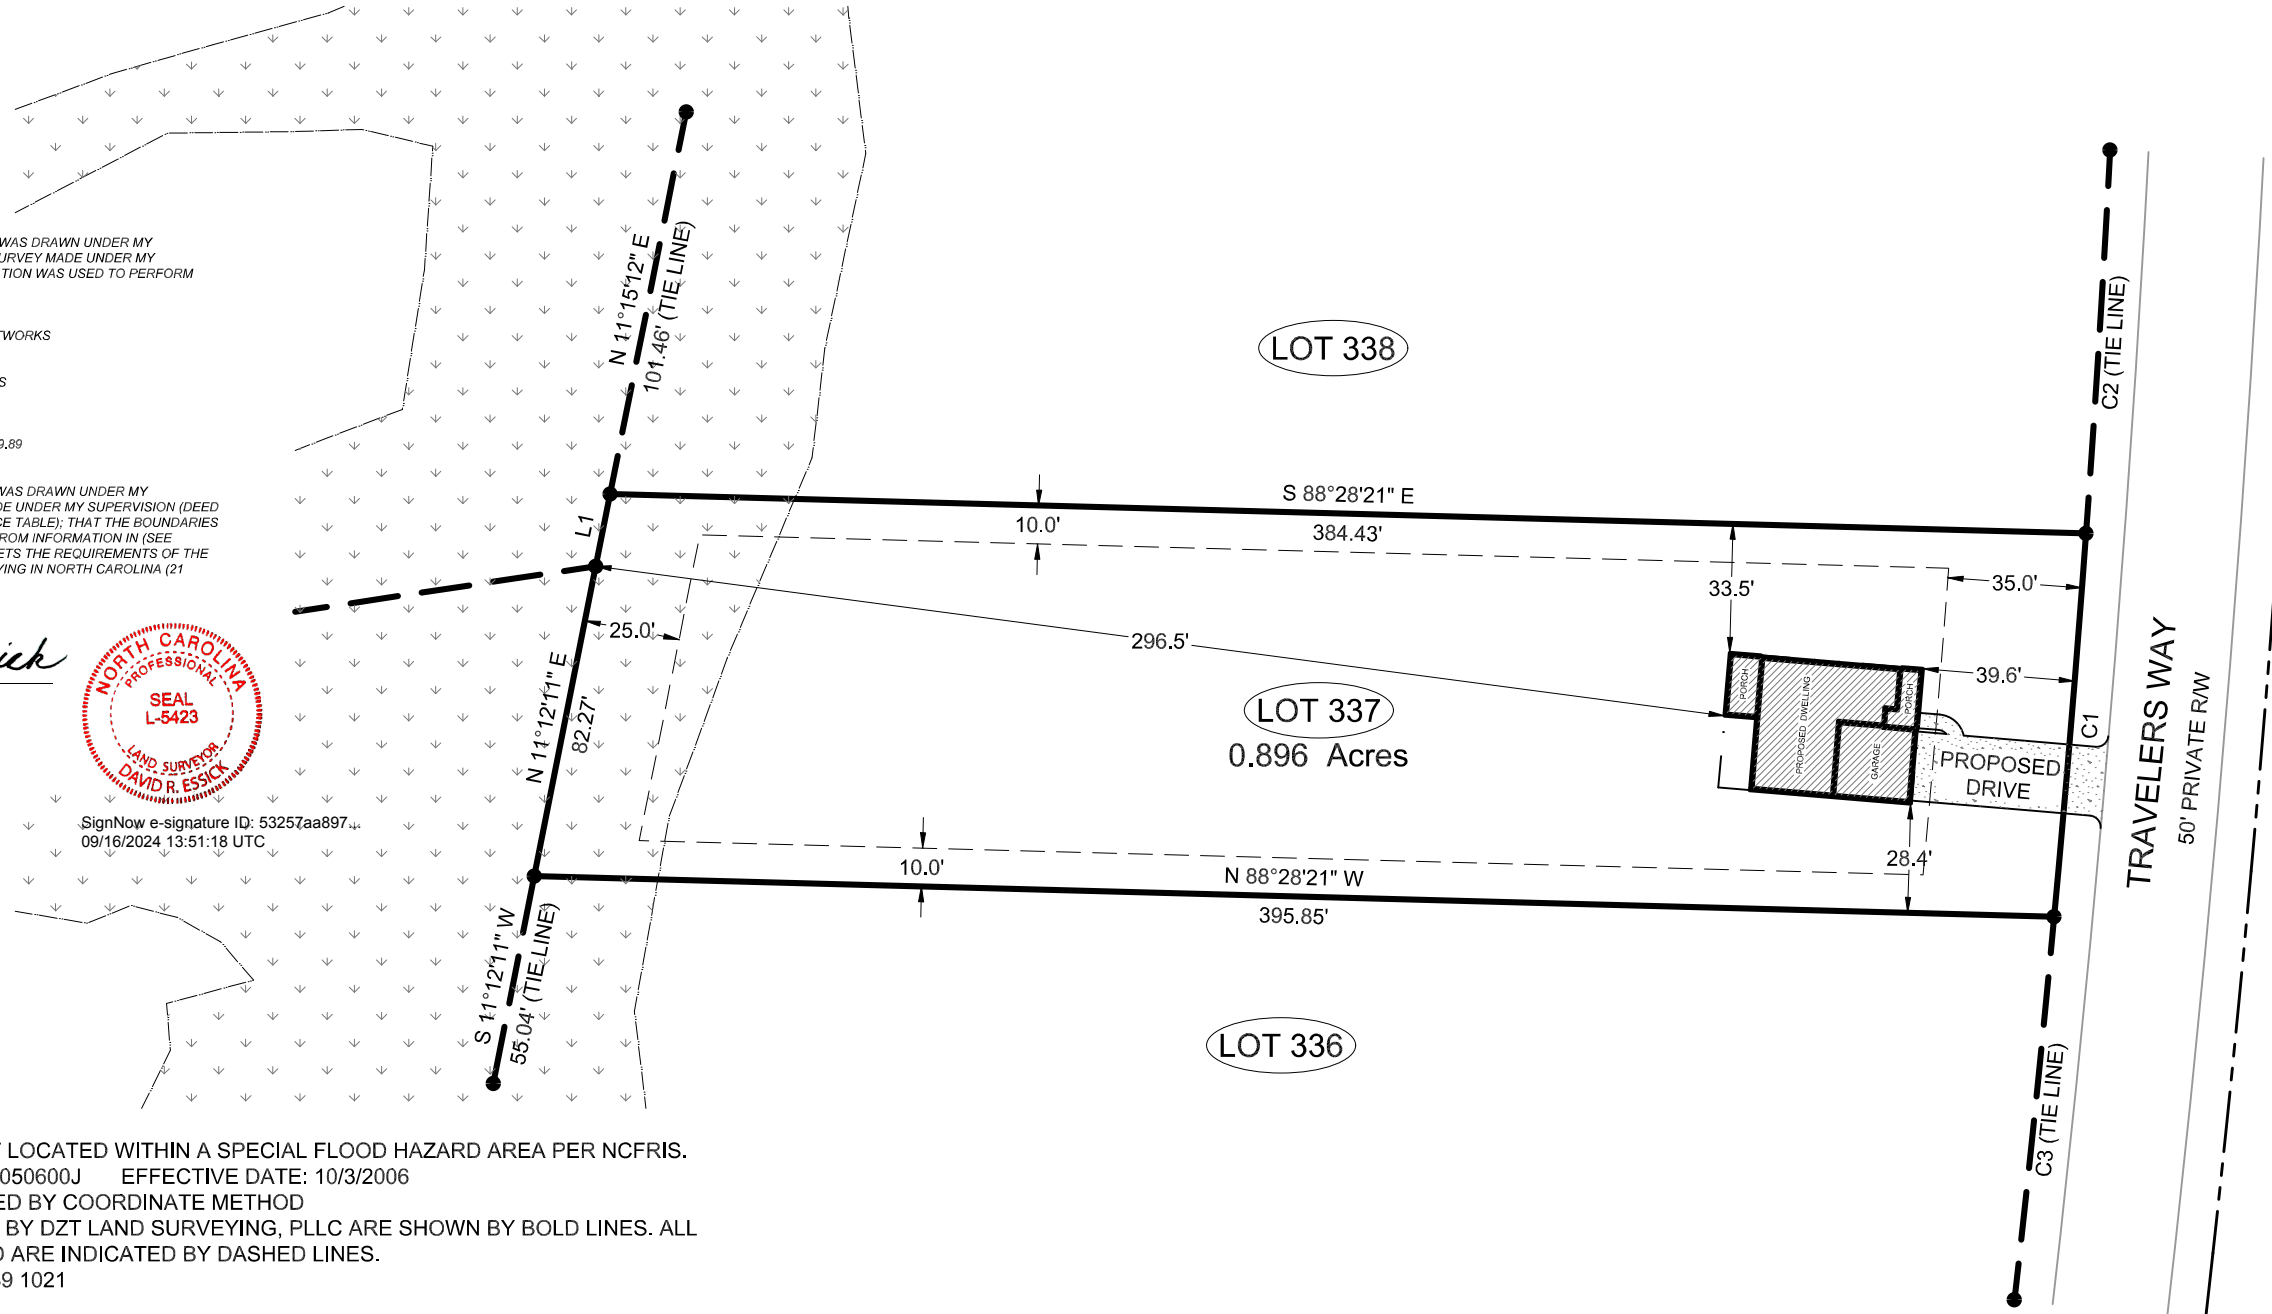 WAS DRAWN UNDER MY
URVEY MADE UNDER MY
TION WAS USED TO PERFORM
TWORKS
S
9.89
WAS DRAWN UNDER MY
DE UNDER MY SUPERVISION (DEED
CE TABLE); THAT THE BOUNDARIES
ROM INFORMATION IN (SEE
ETS THE REQUIREMENTS OF THE
YING IN NORTH CAROLINA (21
ick
NORTH CAROLINA
PROFESSIONAL
SEAL
L-5423
LAND SURVEYOR
DAVID R. ESSICK
SignNow e-signature ID: 53257aa897...
09/16/2024 13:51:18 UTC
N 11°15'12" E
101.46' (TIE LINE)
L1
N 11°12'11" E
82.27'
S 11°12'11" W
55.04' (TIE LINE)
25.0'
LOT 338
S 88°28'21" E
384.43'
10.0'
33.5'
35.0'
296.5'
39.6'
LOT 337
0.896 Acres
PORCH
PROPOSED DWELLING
PORCH
GARAGE
PROPOSED
DRIVE
28.4'
10.0'
N 88°28'21" W
395.85'
LOT 336
C2 (TIE LINE)
C1
C3 (TIE LINE)
TRAVELERS WAY
50' PRIVATE R/W
T LOCATED WITHIN A SPECIAL FLOOD HAZARD AREA PER NCFRIS.
050600J EFFECTIVE DATE: 10/3/2006
ED BY COORDINATE METHOD
BY DZT LAND SURVEYING, PLLC ARE SHOWN BY BOLD LINES. ALL
D ARE INDICATED BY DASHED LINES.
9 1021